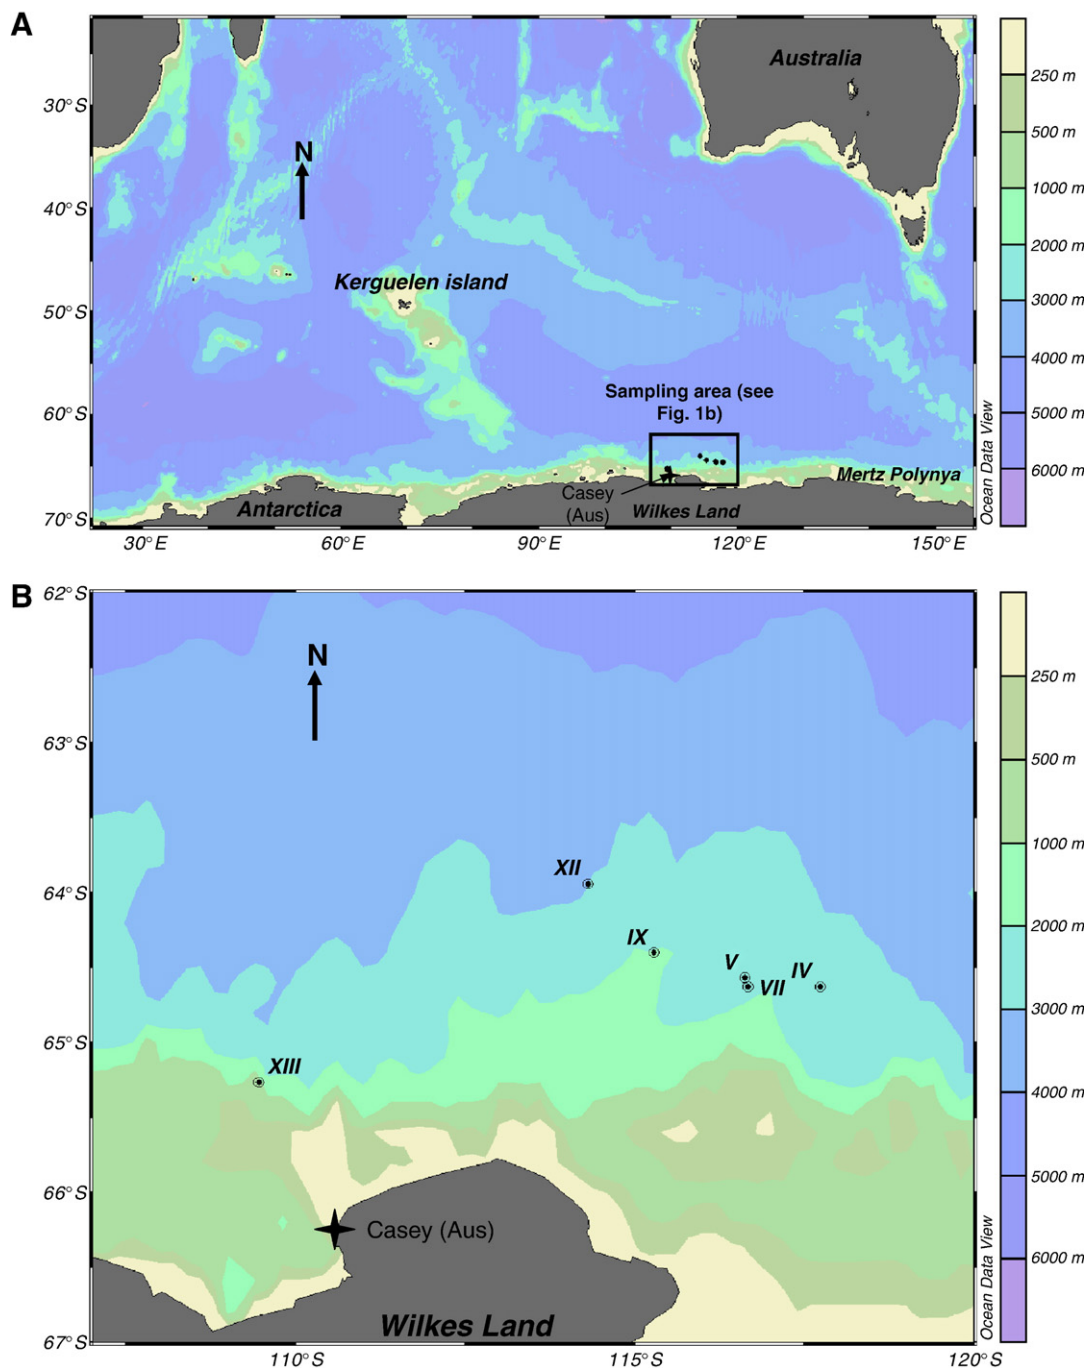 A
Australia
30°S
N
40°S
Kerguelen island
50°S
Sampling area (see
Fig. 1b)
60°S
Mertz Polynya
Casey
(Aus)
Antarctica
Wilkes Land
70°S
30°E
60°E
90°E
120°E
150°E
250 m
500 m
1000 m
2000 m
3000 m
4000 m
5000 m
6000 m
Ocean Data View
B
62°S
N
63°S
XII
64°S
IX
V
IV
VII
65°S
XIII
66°S
Casey (Aus)
Wilkes Land
67°S
110°S
115°S
120°S
250 m
500 m
1000 m
2000 m
3000 m
4000 m
5000 m
6000 m
Ocean Data View